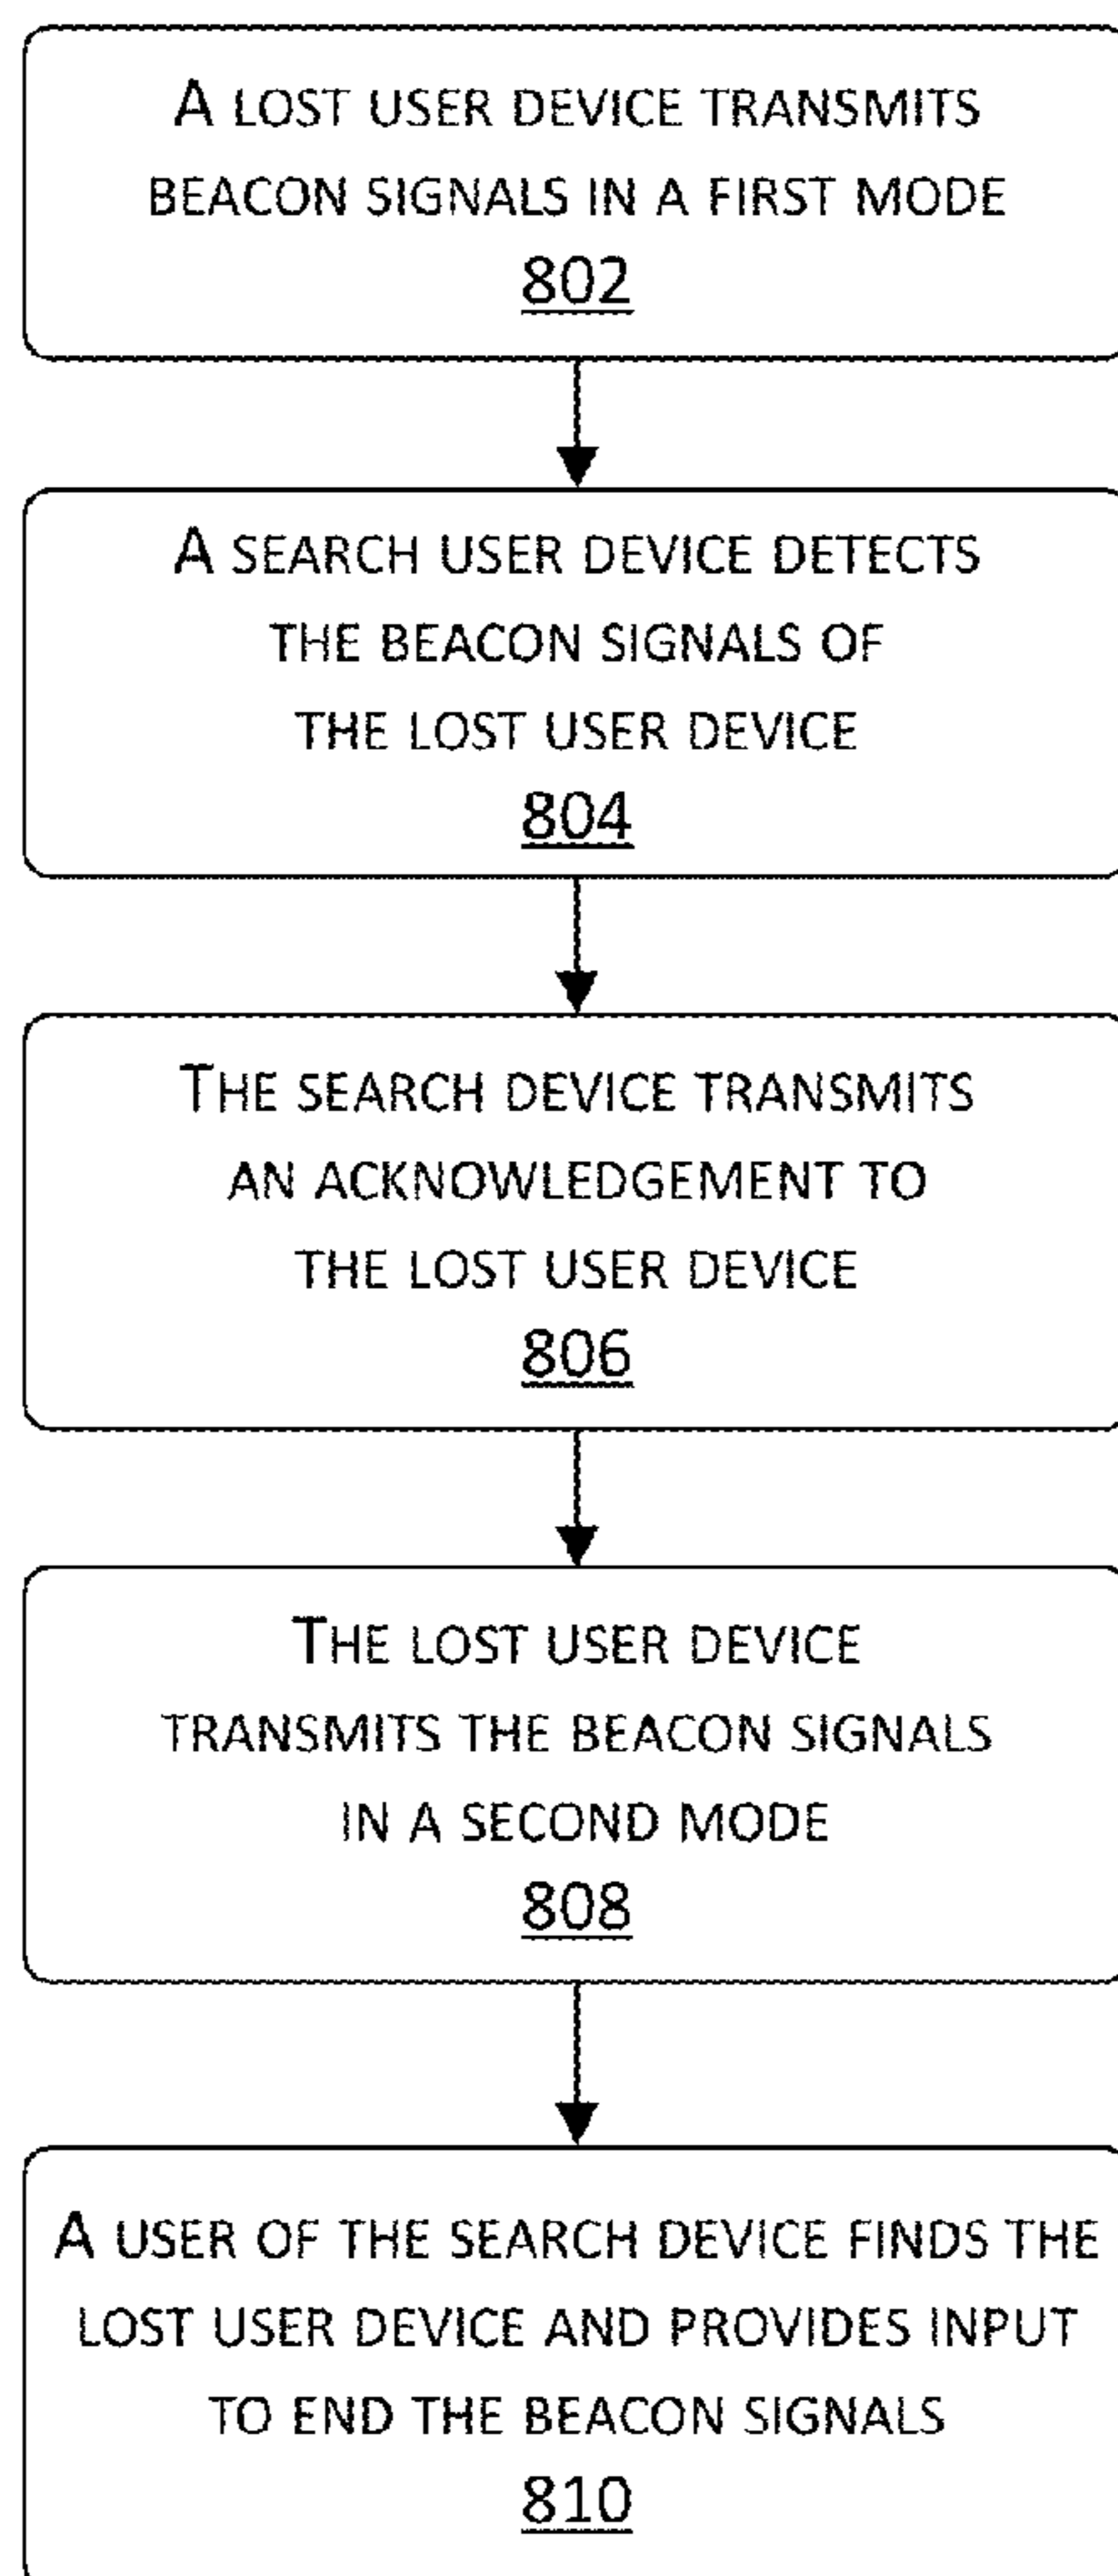 A LOST USER DEVICE TRANSMITS
BEACON SIGNALS IN A FIRST MODE
802
A SEARCH USER DEVICE DETECTS
THE BEACON SIGNALS OF
THE LOST USER DEVICE
804
THE SEARCH DEVICE TRANSMITS
AN ACKNOWLEDGEMENT TO
THE LOST USER DEVICE
806
THE LOST USER DEVICE
TRANSMITS THE BEACON SIGNALS
IN A SECOND MODE
808
A USER OF THE SEARCH DEVICE FINDS THE
LOST USER DEVICE AND PROVIDES INPUT
TO END THE BEACON SIGNALS
810